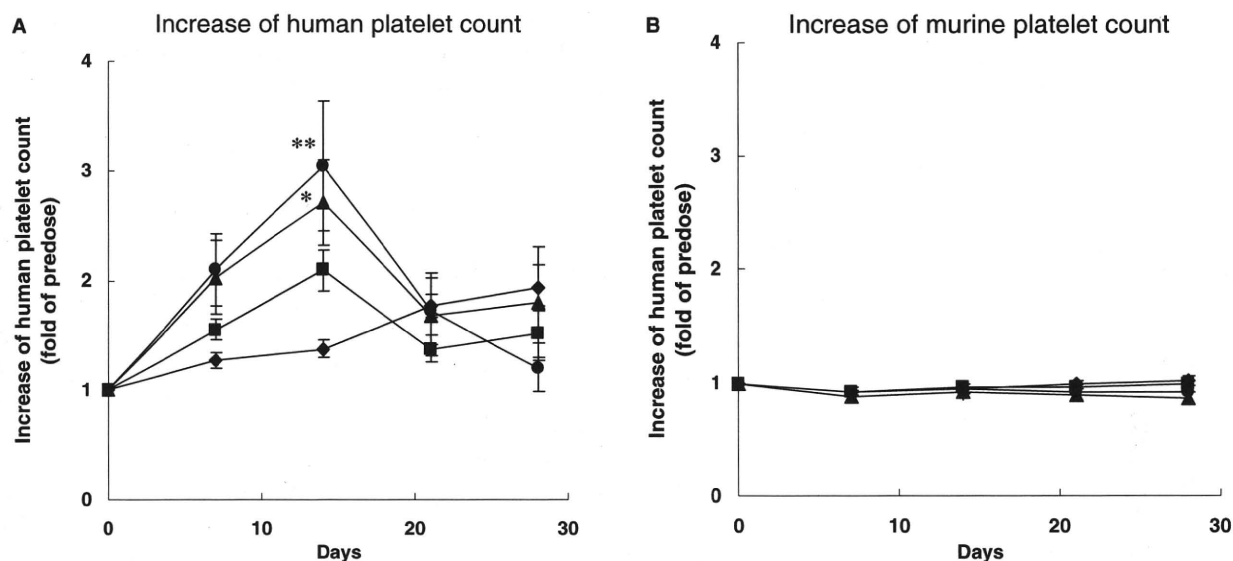 A
Increase of human platelet count
Increase of human platelet count
(fold of predose)
4
3
2
1
0
**
*
0
10
20
30
Days
B
Increase of murine platelet count
Increase of human platelet count
(fold of predose)
4
3
2
1
0
0
10
20
30
Days